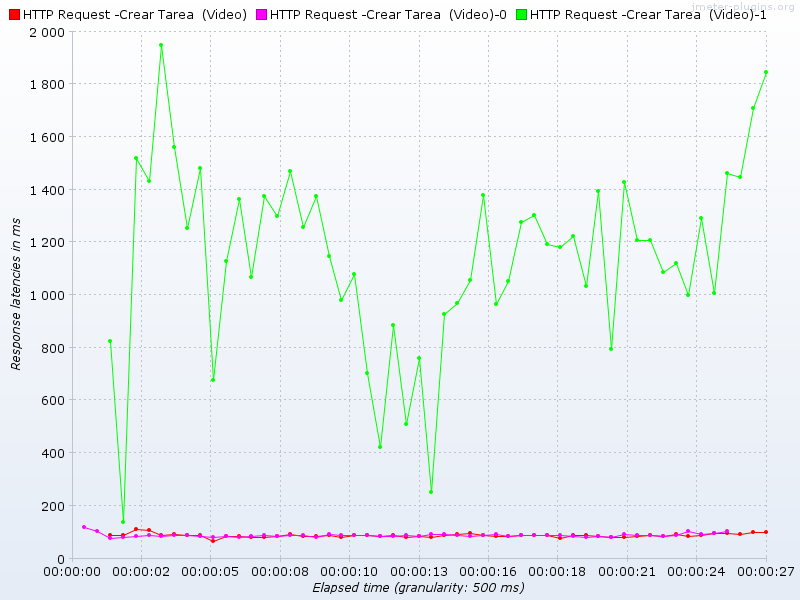 jmeter-plugins.org
HTTP Request -Crear Tarea (Video) HTTP Request -Crear Tarea (Video)-0 HTTP Request -Crear Tarea (Video)-1
2 000
1 800
1 600
1 400
1 200
1 000
800
600
400
200
0
Response latencies in ms
00:00:00 00:00:02 00:00:05 00:00:08 00:00:10 00:00:13 00:00:16 00:00:18 00:00:21 00:00:24 00:00:27
Elapsed time (granularity: 500 ms)